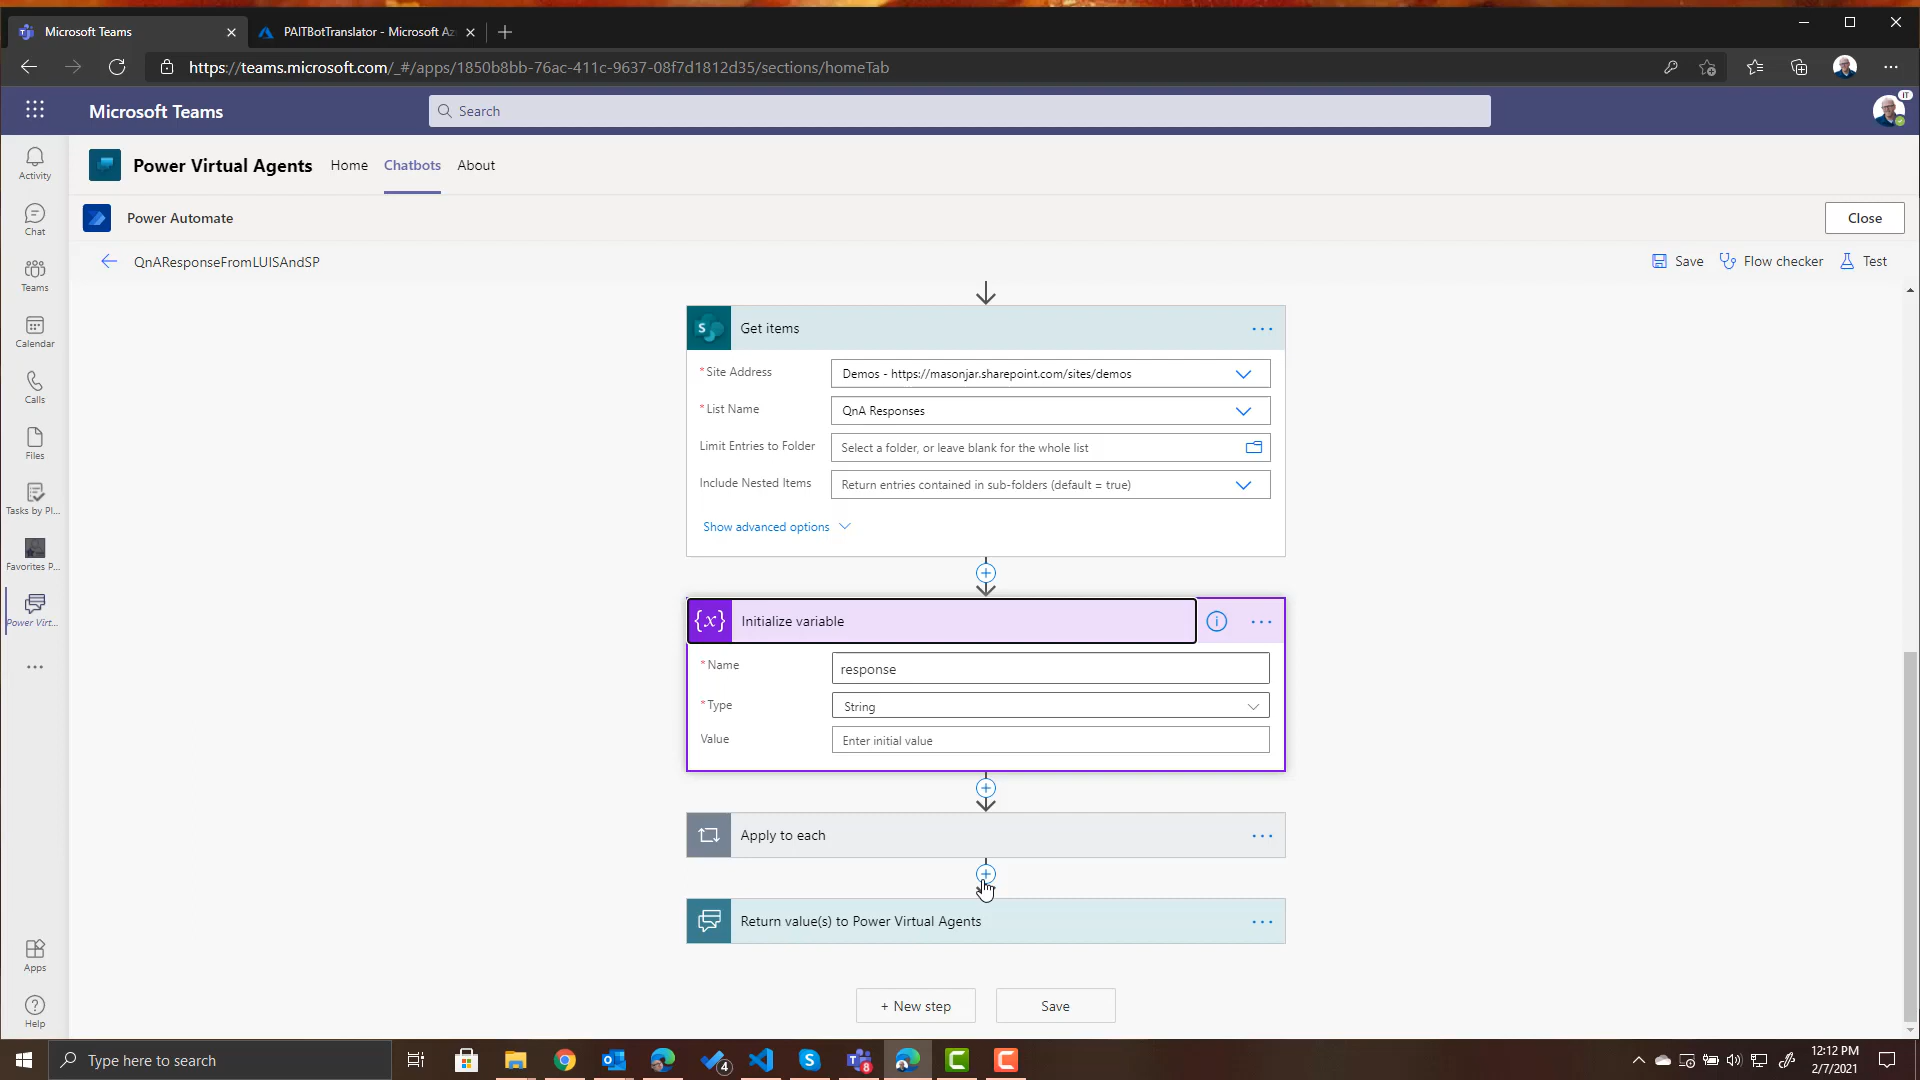 Microsoft Teams
PAITBotTranslator - Microsoft Az
https://teams.microsoft.com/_#/apps/1850b8bb-76ac-411c-9637-08f7d1812d35/sections/homeTab
Microsoft Teams
Search
IT
Activity
Chat
Teams
Calendar
Calls
Files
Tasks by Pl...
Favorites P...
Power Virt...
Apps
Help
Power Virtual Agents
Home
Chatbots
About
Power Automate
Close
QnAResponseFromLUISAndSP
Save
Flow checker
Test
S
Get items
*Site Address
Demos - https://masonjar.sharepoint.com/sites/demos
*List Name
QnA Responses
Limit Entries to Folder
Select a folder, or leave blank for the whole list
Include Nested Items
Return entries contained in sub-folders (default = true)
Show advanced options
{x}
Initialize variable
*Name
response
*Type
String
Value
Enter initial value
Apply to each
Return value(s) to Power Virtual Agents
+ New step
Save
Type here to search
4
8
12:12 PM
2/7/2021